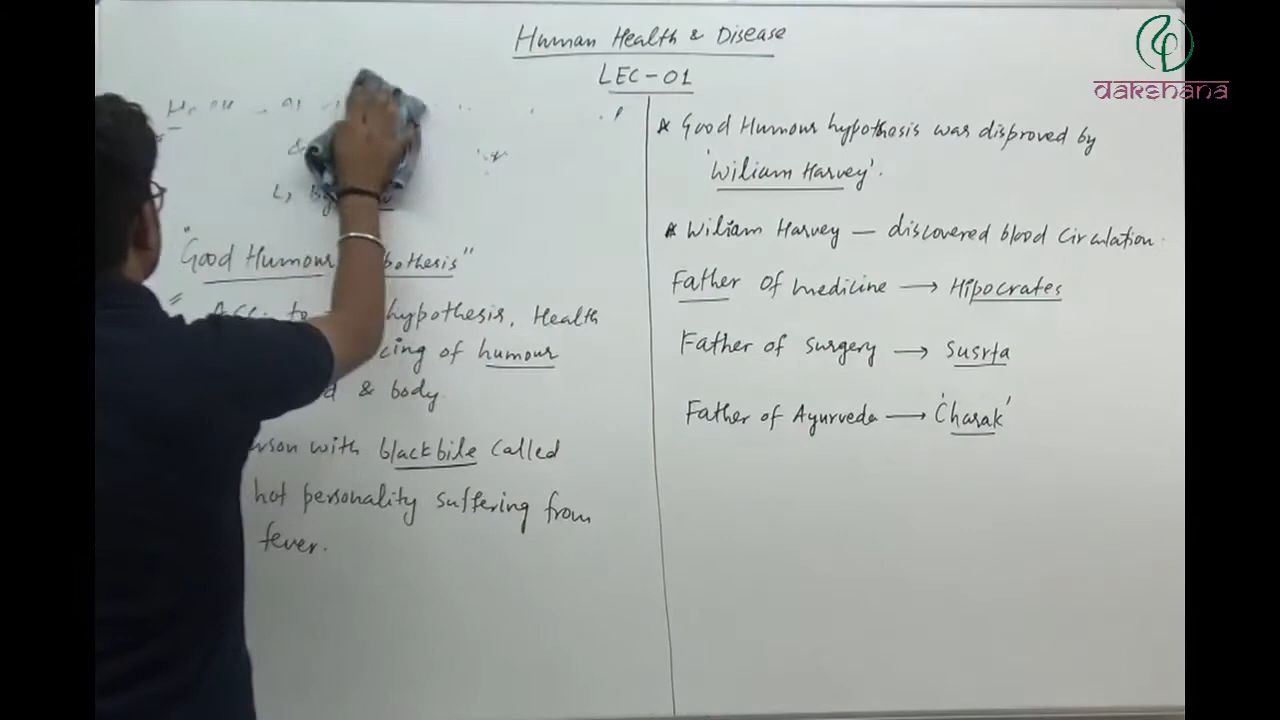 Human Health & Disease
LEC-01
dakshana
"Good Humour hypothesis"
hypothesis, Health
of humour
& body
with blackbile called
hot personality suffering from
fever.
* Good Humour hypothesis was disproved by
'Wiliam Harvey'.
* Wiliam Harvey — discovered blood Circulation.
Father of medicine → Hipocrates
Father of surgery → Susrta
Father of Ayurveda → 'Charak'